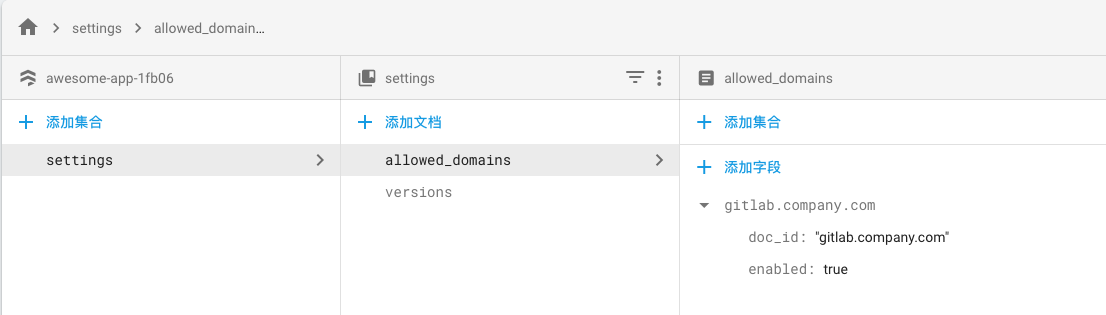 settings
allowed_domain…
awesome-app-1fb06
settings
allowed_domains
添加集合
添加文档
添加集合
settings
allowed_domains
versions
添加字段
gitlab.company.com
doc_id: "gitlab.company.com"
enabled: true